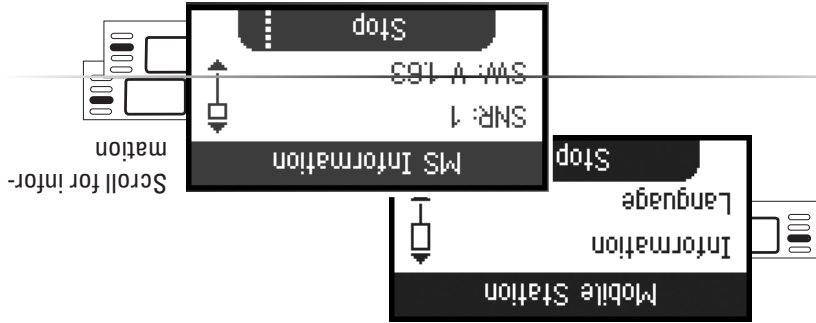 Mobile Station
Information
Language
Stop
MS Information
SNR: 1
SW: V 1.63
Stop
Scroll for infor-
mation